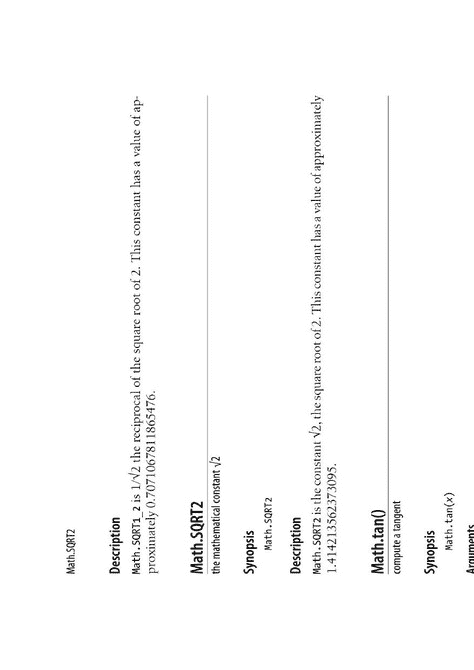 Math.SQRT2
Description
Math.SQRT1_2 is 1/√2 the reciprocal of the square root of 2. This constant has a value of ap-
proximately 0.7071067811865476.
Math.SQRT2
the mathematical constant √2
Synopsis
Math.SQRT2
Description
Math.SQRT2 is the constant √2, the square root of 2. This constant has a value of approximately
1.414213562373095.
Math.tan()
compute a tangent
Synopsis
Math.tan(x)
Arguments